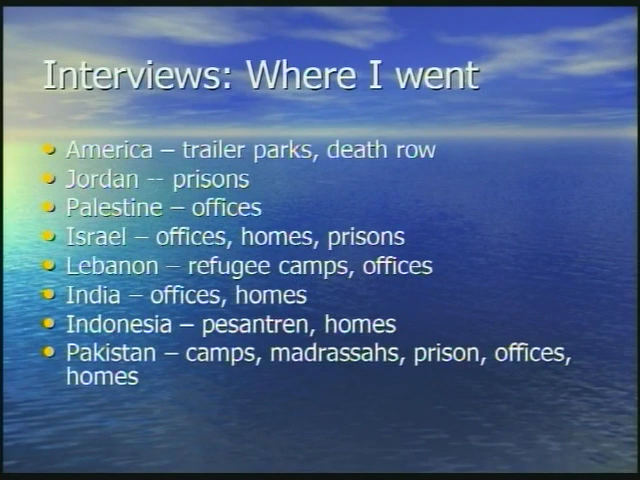 Interviews: Where I went
• America – trailer parks, death row
• Jordan -- prisons
• Palestine – offices
• Israel – offices, homes, prisons
• Lebanon – refugee camps, offices
• India – offices, homes
• Indonesia – pesantren, homes
• Pakistan – camps, madrassahs, prison, offices,
homes